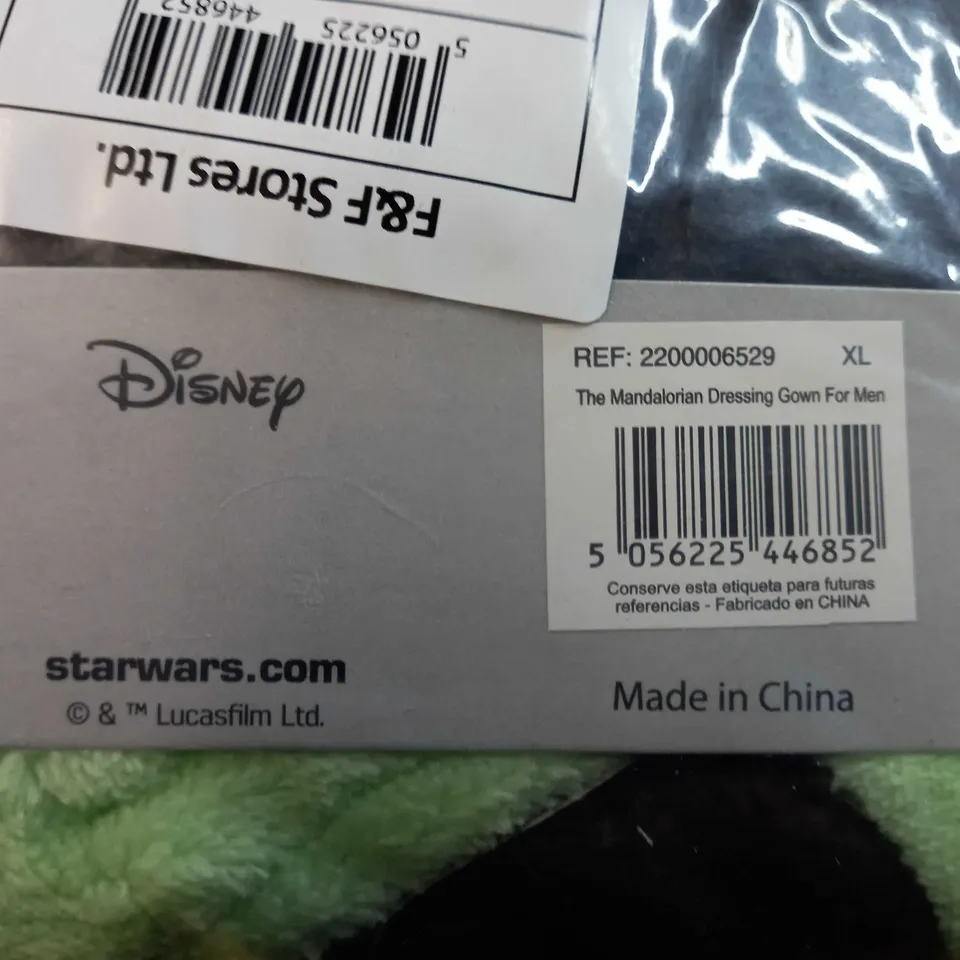 446852
5 056225
F&F Stores Ltd.
Disney
REF: 2200006529 XL
The Mandalorian Dressing Gown For Men
5 056225 446852
Conserve esta etiqueta para futuras
referencias - Fabricado en CHINA
starwars.com
© & ™ Lucasfilm Ltd.
Made in China